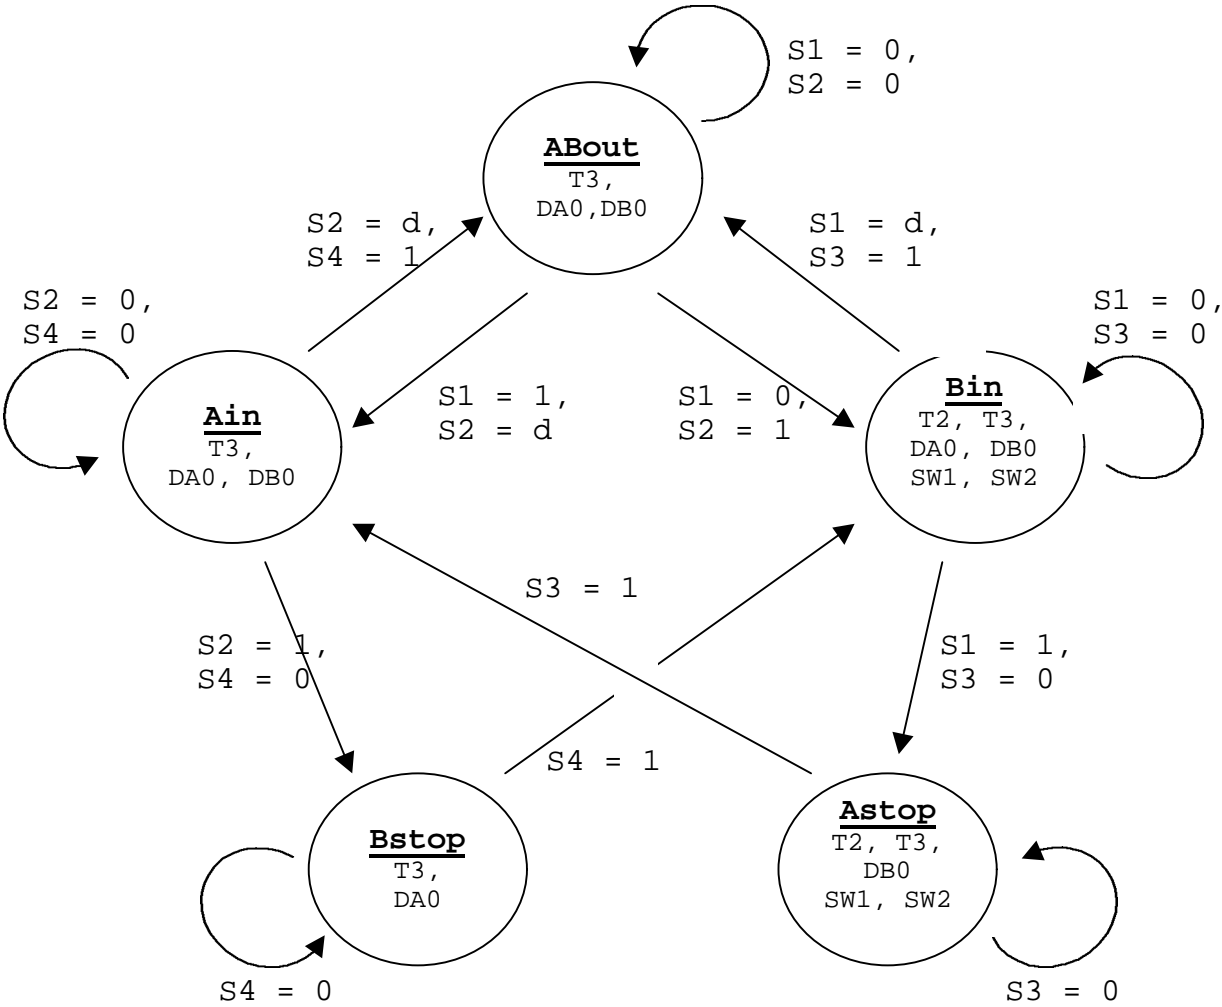 S1 = 0,
S2 = 0
ABout
T3,
DA0,DB0
S2 = d,
S4 = 1
S1 = d,
S3 = 1
S2 = 0,
S4 = 0
S1 = 0,
S3 = 0
Ain
T3,
DA0, DB0
S1 = 1,
S2 = d
S1 = 0,
S2 = 1
Bin
T2, T3,
DA0, DB0
SW1, SW2
S3 = 1
S2 = 1,
S4 = 0
S1 = 1,
S3 = 0
S4 = 1
Bstop
T3,
DA0
Astop
T2, T3,
DB0
SW1, SW2
S4 = 0
S3 = 0